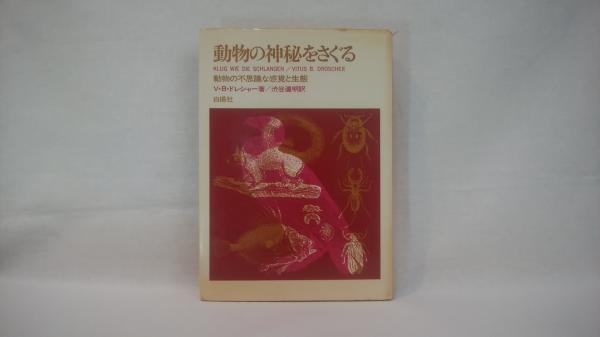 動物の神秘をさぐる
KLUG WIE DIE SCHLANGEN／VITUS B. DRÖSCHER
動物の不思議な感覚と生態
V・B・ドレシャー著／渋谷達明訳
白揚社